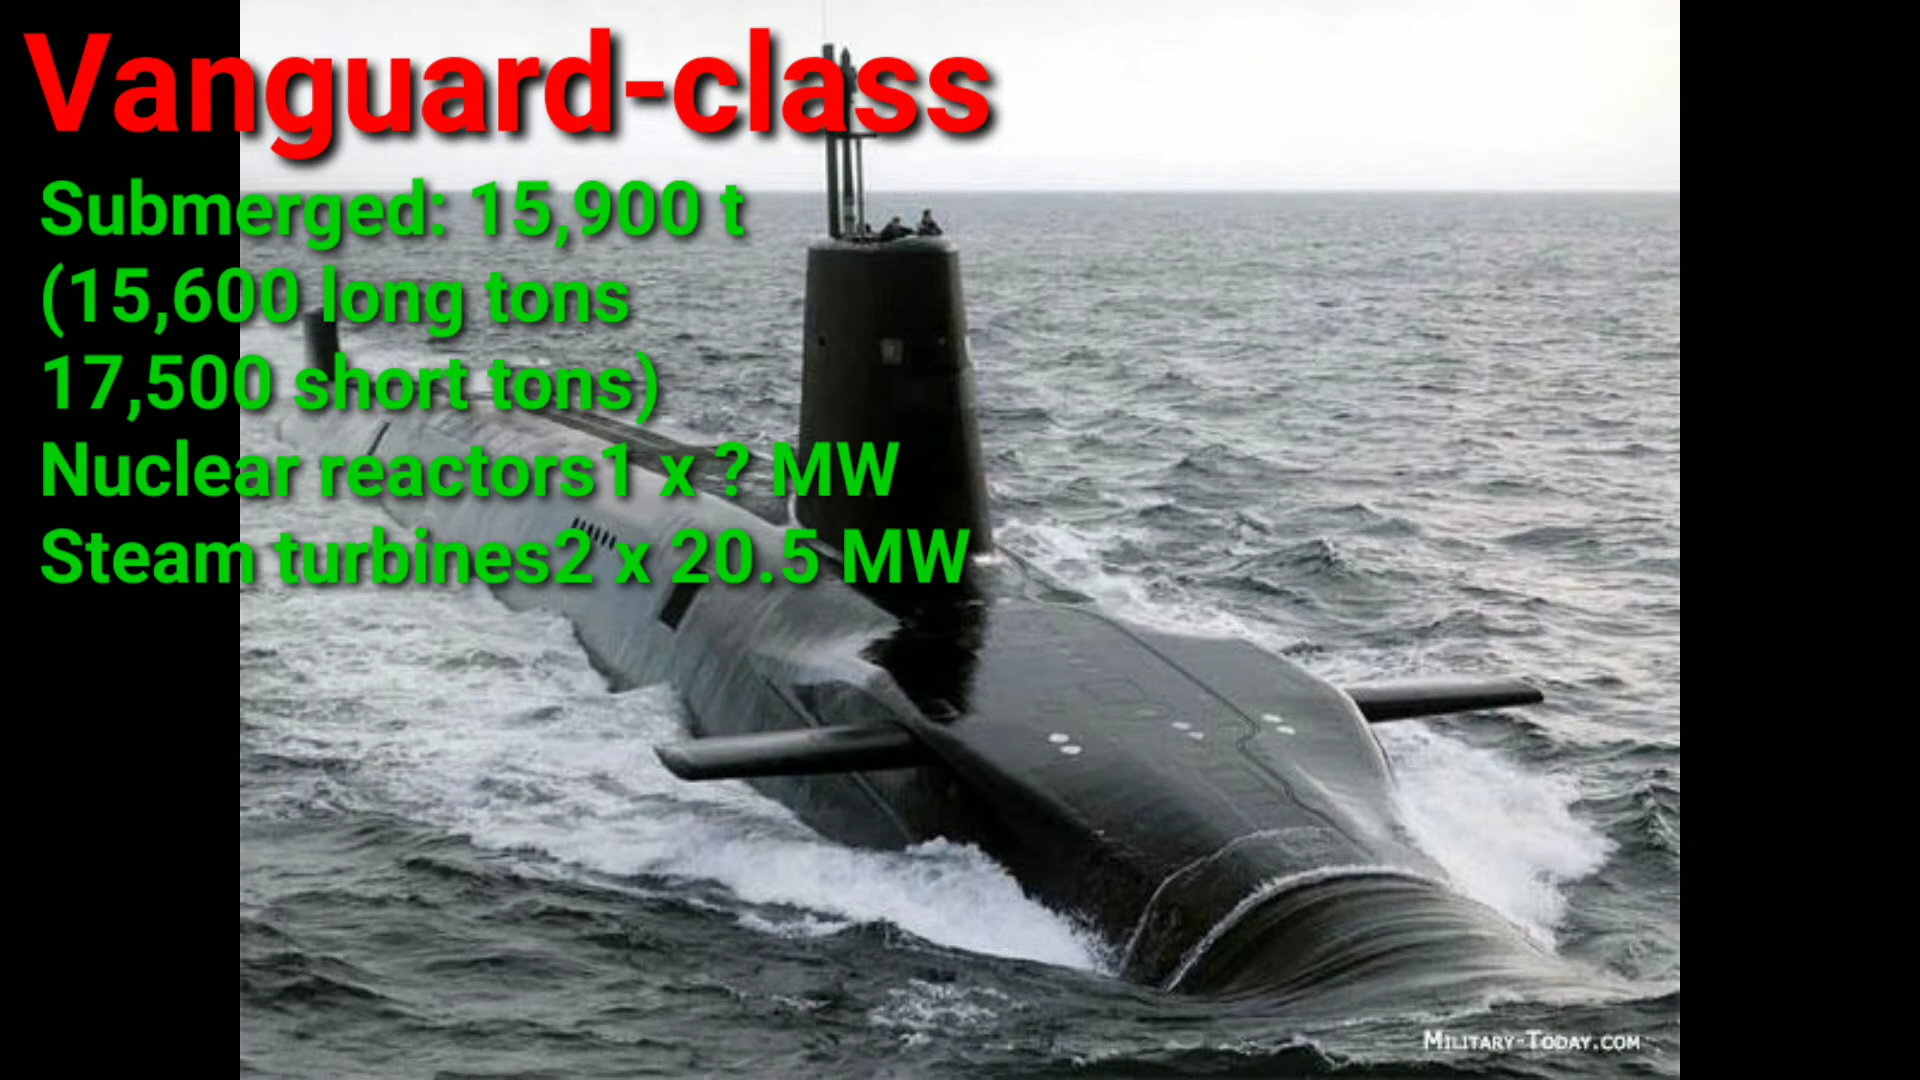 Vanguard-class
Submerged: 15,900 t
(15,600 long tons
17,500 short tons)
Nuclear reactors1 x ? MW
Steam turbines2 x 20.5 MW
Military-Today.com